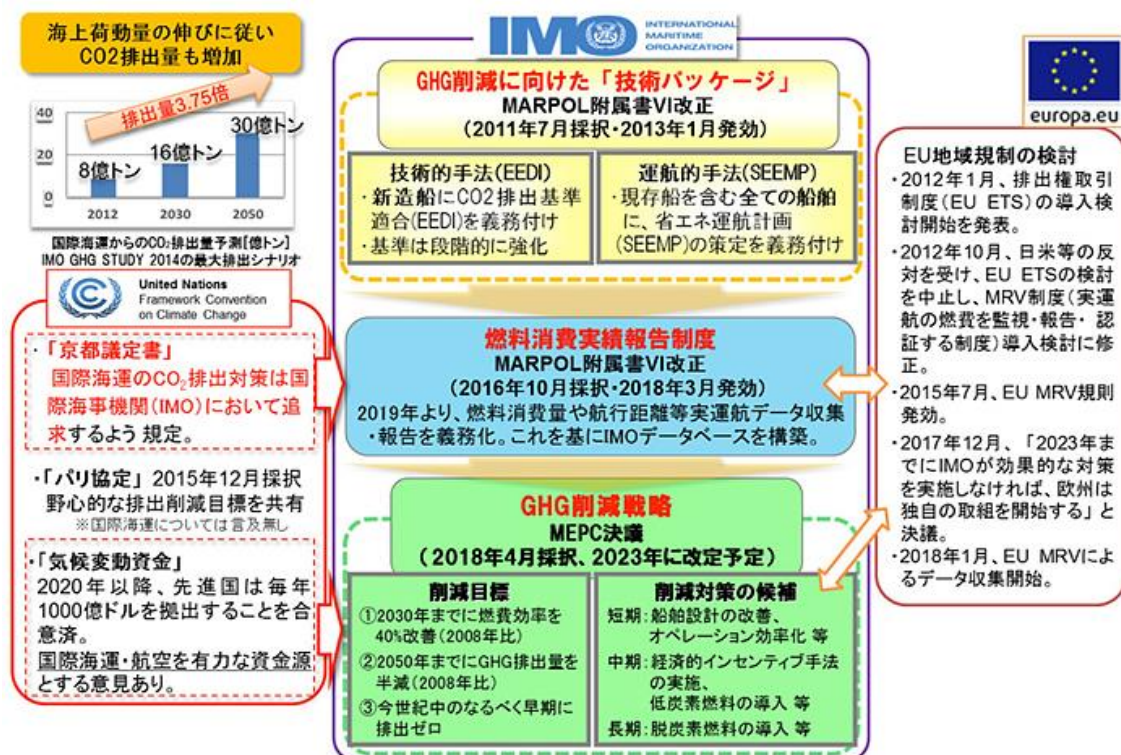 海上荷動量の伸びに従い
CO2排出量も増加
排出量3.75倍
40
20
0
8億トン
16億トン
30億トン
2012
2030
2050
国際海運からのCO₂排出量予測[億トン]
IMO GHG STUDY 2014の最大排出シナリオ
United Nations
Framework Convention
on Climate Change
・「京都議定書」
国際海運のCO₂排出対策は国
際海事機関(IMO)において追
求するよう 規定。
・「パリ協定」 2015年12月採択
野心的な排出削減目標を共有
※国際海運については言及無し
・「気候変動資金」
2020年以降、先進国は毎年
1000億ドルを拠出することを合
意済。
国際海運・航空を有力な資金源
とする意見あり。
IMO
INTERNATIONAL
MARITIME
ORGANIZATION
GHG削減に向けた「技術パッケージ」
MARPOL附属書VI改正
(2011年7月採択・2013年1月発効)
技術的手法(EEDI)
・新造船にCO2排出基準
適合(EEDI)を義務付け
・基準は段階的に強化
運航的手法(SEEMP)
・現存船を含む全ての船舶
に、省エネ運航計画
(SEEMP)の策定を義務付け
燃料消費実績報告制度
MARPOL附属書VI改正
(2016年10月採択・2018年3月発効)
2019年より、燃料消費量や航行距離等実運航データ収集
・報告を義務化。これを基にIMOデータベースを構築。
GHG削減戦略
MEPC決議
(2018年4月採択、2023年に改定予定)
削減目標
①2030年までに燃費効率を
40%改善(2008年比)
②2050年までにGHG排出量を
半減(2008年比)
③今世紀中のなるべく早期に
排出ゼロ
削減対策の候補
短期:船舶設計の改善、
オペレーション効率化 等
中期:経済的インセンティブ手法
の実施、
低炭素燃料の導入 等
長期:脱炭素燃料の導入 等
europa.eu
EU地域規制の検討
・2012年1月、排出権取引
制度(EU ETS)の導入検
討開始を発表。
・2012年10月、日米等の反
対を受け、EU ETSの検討
を中止し、MRV制度(実運
航の燃費を監視・報告・ 認
証する制度)導入検討に修
正。
・2015年7月、EU MRV規則
発効。
・2017年12月、「2023年ま
でにIMOが効果的な対策
を実施しなければ、欧州は
独自の取組を開始する」と
決議。
・2018年1月、EU MRVによ
るデータ収集開始。